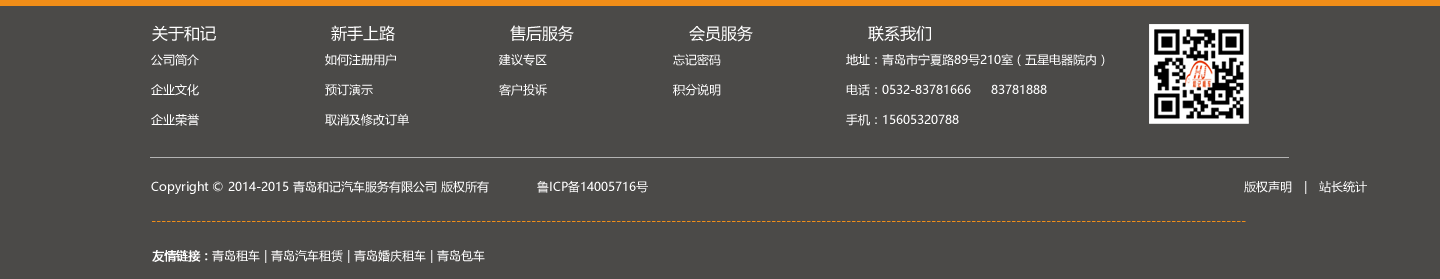 关于和记 新手上路 售后服务 会员服务 联系我们
公司简介 如何注册用户 建议专区 忘记密码 地址：青岛市宁夏路89号210室（五星电器院内）
企业文化 预订演示 客户投诉 积分说明 电话：0532-83781666 83781888
企业荣誉 取消及修改订单 手机：15605320788
Copyright © 2014-2015 青岛和记汽车服务有限公司 版权所有 鲁ICP备14005716号 版权声明 | 站长统计
友情链接：青岛租车 | 青岛汽车租赁 | 青岛婚庆租车 | 青岛包车